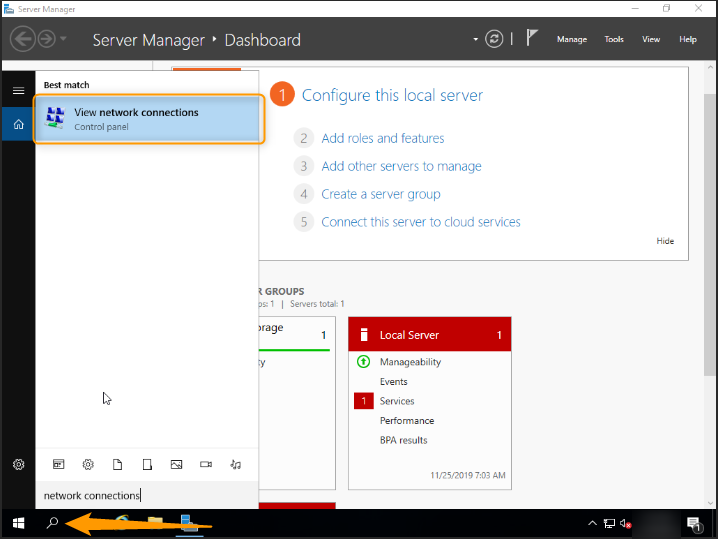 Server Manager
Server Manager ‣ Dashboard
Manage
Tools
View
Help
Best match
View network connections
Control panel
1 Configure this local server
2 Add roles and features
3 Add other servers to manage
4 Create a server group
5 Connect this server to cloud services
Hide
GROUPS
1 | Servers total: 1
1
Local Server 1
Manageability
Events
1 Services
Performance
BPA results
11/25/2019 7:03 AM
network connections
1